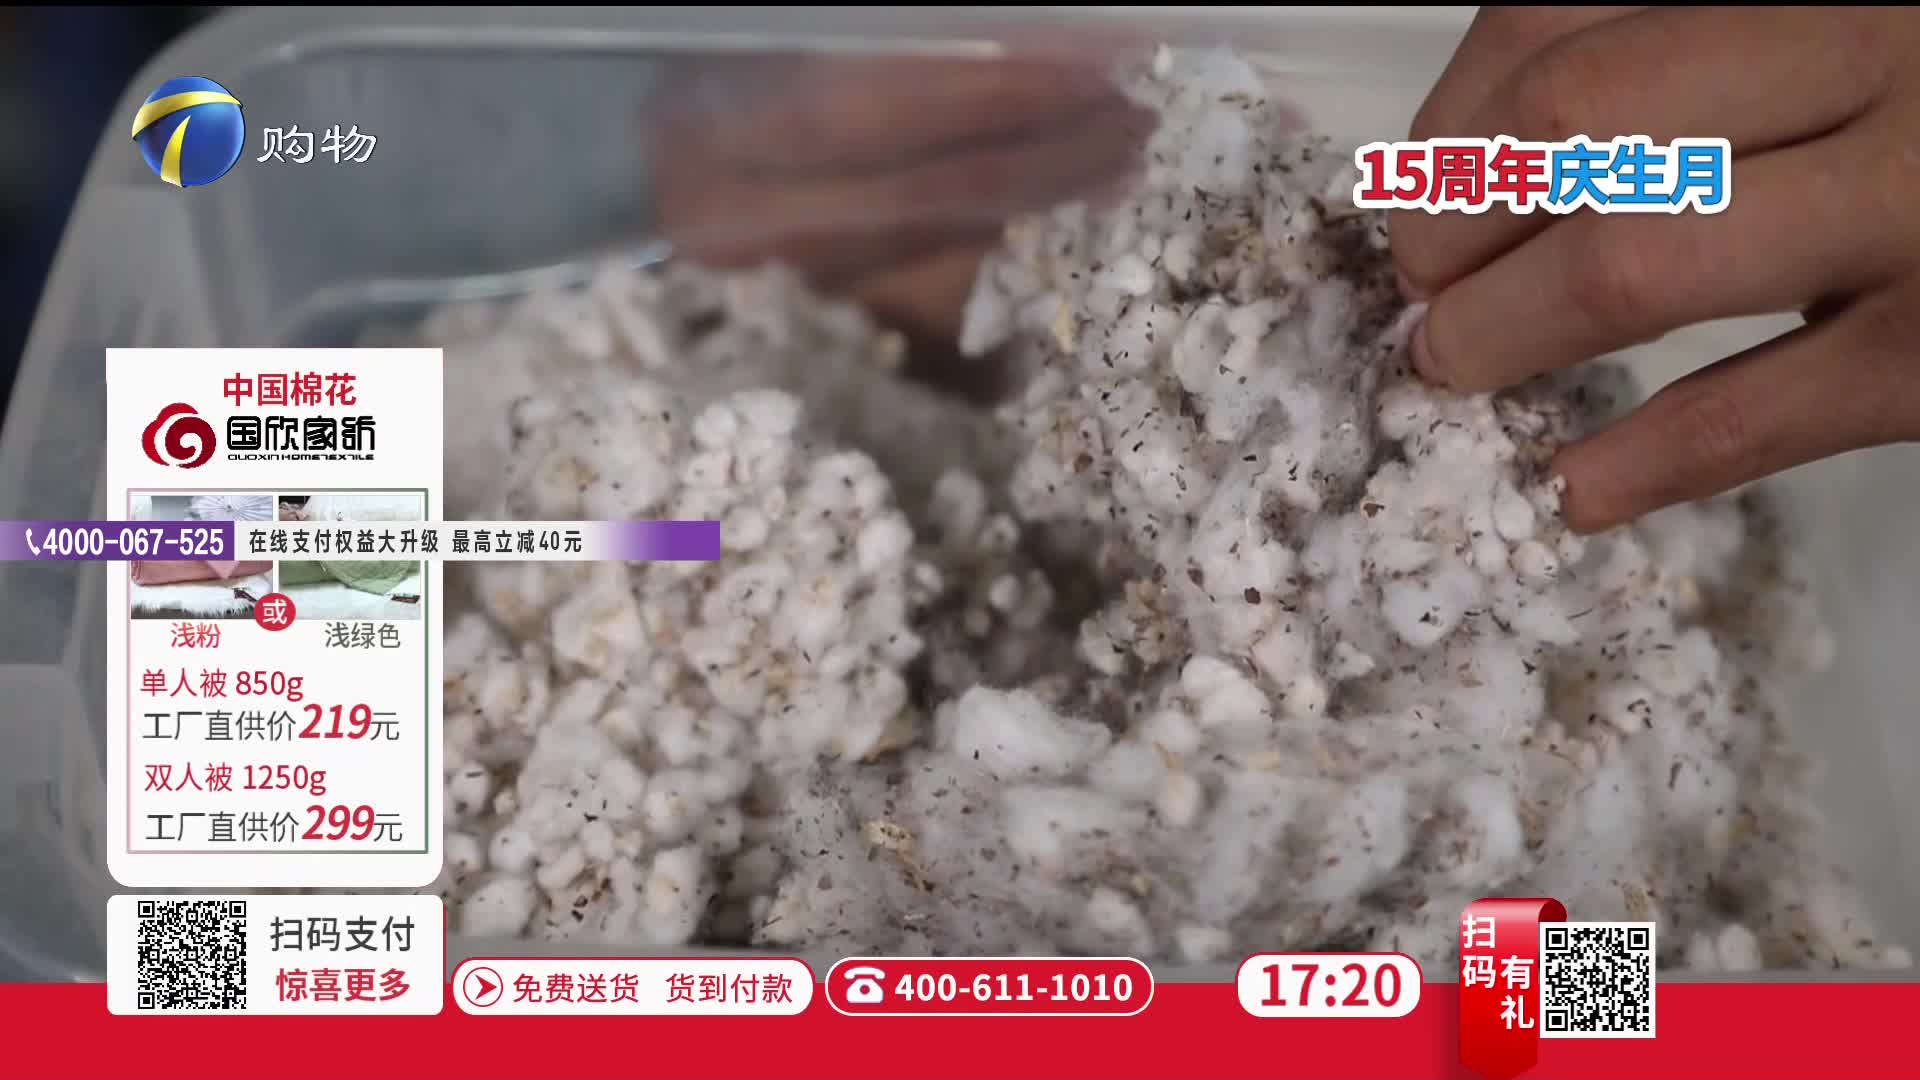 购物
15周年庆生月
中国棉花
国欣家纺
GUOXIN HOMETEXTILE
4000-067-525
在线支付权益大升级 最高立减40元
或
浅粉
浅绿色
单人被 850g
工厂直供价219元
双人被 1250g
工厂直供价299元
扫码支付
惊喜更多
免费送货 货到付款
400-611-1010
17:20
扫码有礼